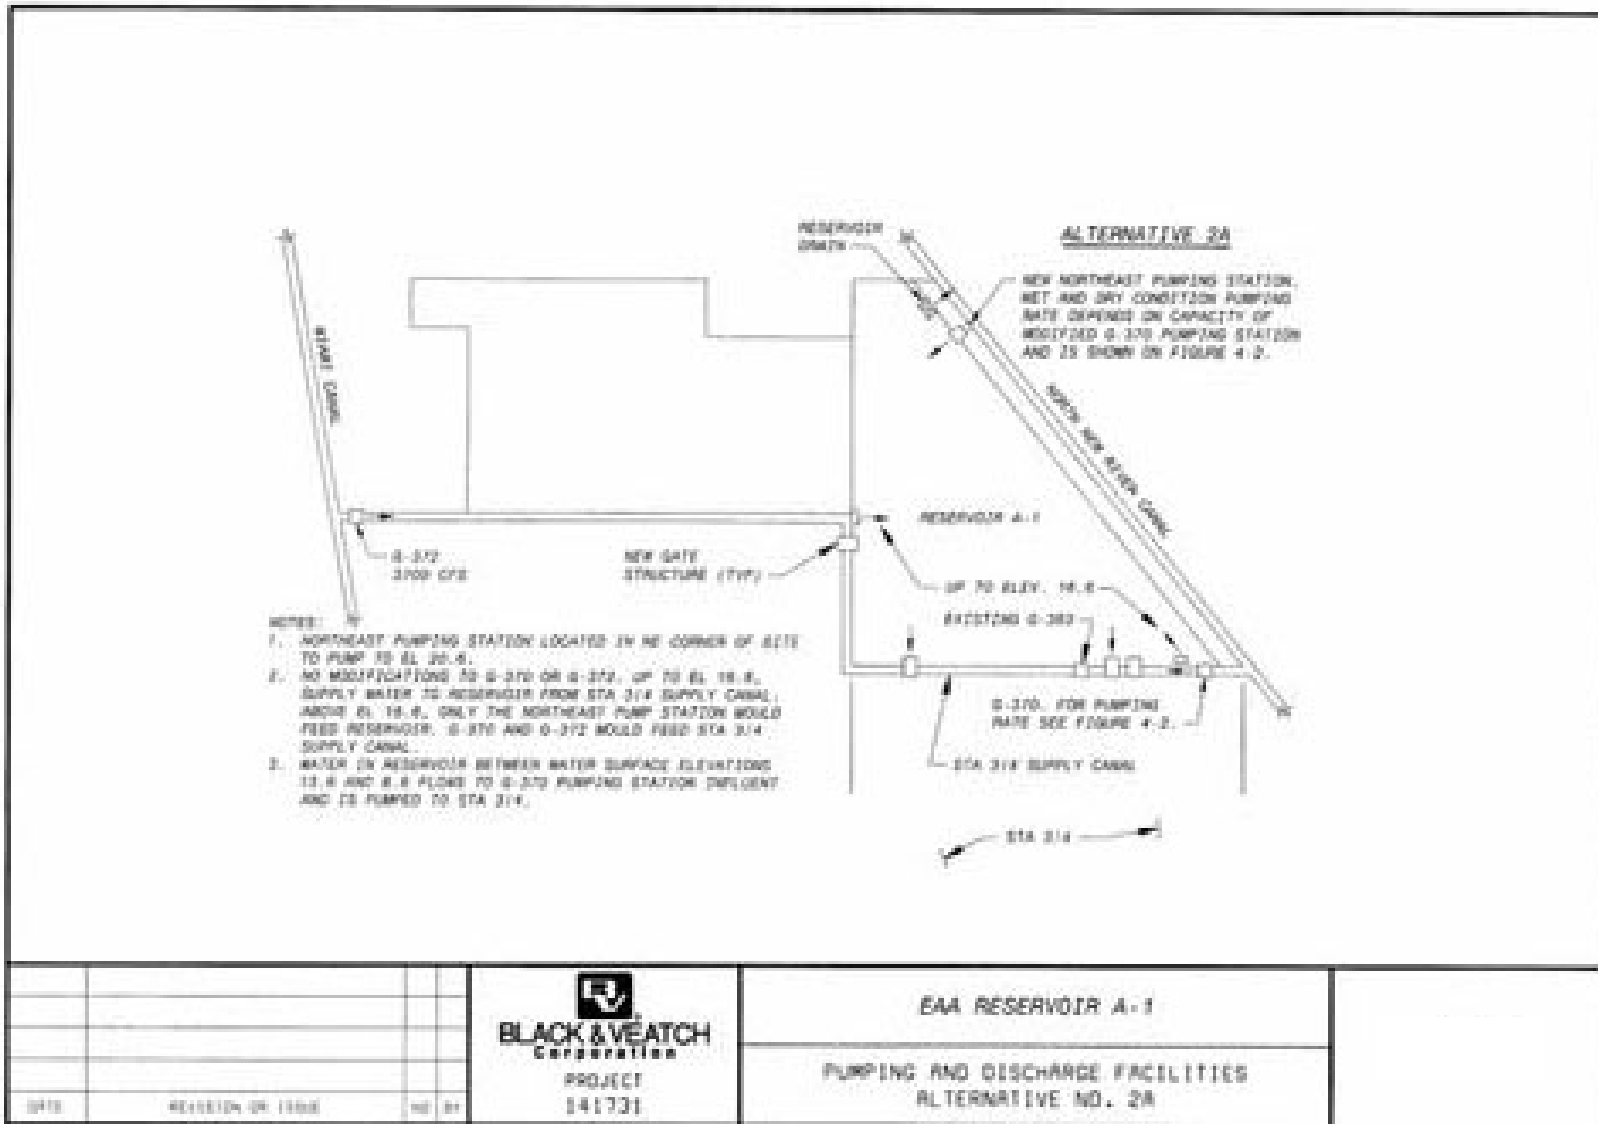 RESERVOIR
DRAIN
ALTERNATIVE 2A
NEW NORTHEAST PUMPING STATION.
WET AND DRY CONDITION PUMPING
RATE DEPENDS ON CAPACITY OF
MODIFIED G-370 PUMPING STATION
AND IS SHOWN ON FIGURE 4-2.
MIAMI CANAL
NORTH NEW RIVER CANAL
RESERVOIR A-1
G-372
3700 CFS
NEW GATE
STRUCTURE (TYP)
UP TO ELEV. 16.6
EXISTING G-383
G-370. FOR PUMPING
RATE SEE FIGURE 4-2.
STA 3/4 SUPPLY CANAL
STA 3/4
NOTES:
1. NORTHEAST PUMPING STATION LOCATED IN NE CORNER OF SITE
TO PUMP TO EL 20.6.
2. NO MODIFICATIONS TO G-370 OR G-372. UP TO EL 16.6,
SUPPLY WATER TO RESERVOIR FROM STA 3/4 SUPPLY CANAL.
ABOVE EL 16.6, ONLY THE NORTHEAST PUMP STATION WOULD
FEED RESERVOIR. G-370 AND G-372 WOULD FEED STA 3/4
SUPPLY CANAL.
3. WATER IN RESERVOIR BETWEEN WATER SURFACE ELEVATIONS
13.6 AND 8.6 FLOWS TO G-370 PUMPING STATION INFLUENT
AND IS PUMPED TO STA 3/4.
DATE
REVISION OR ISSUE
NO
BY
BV
BLACK & VEATCH
Corporation
PROJECT
141731
EAA RESERVOIR A-1
PUMPING AND DISCHARGE FACILITIES
ALTERNATIVE NO. 2A